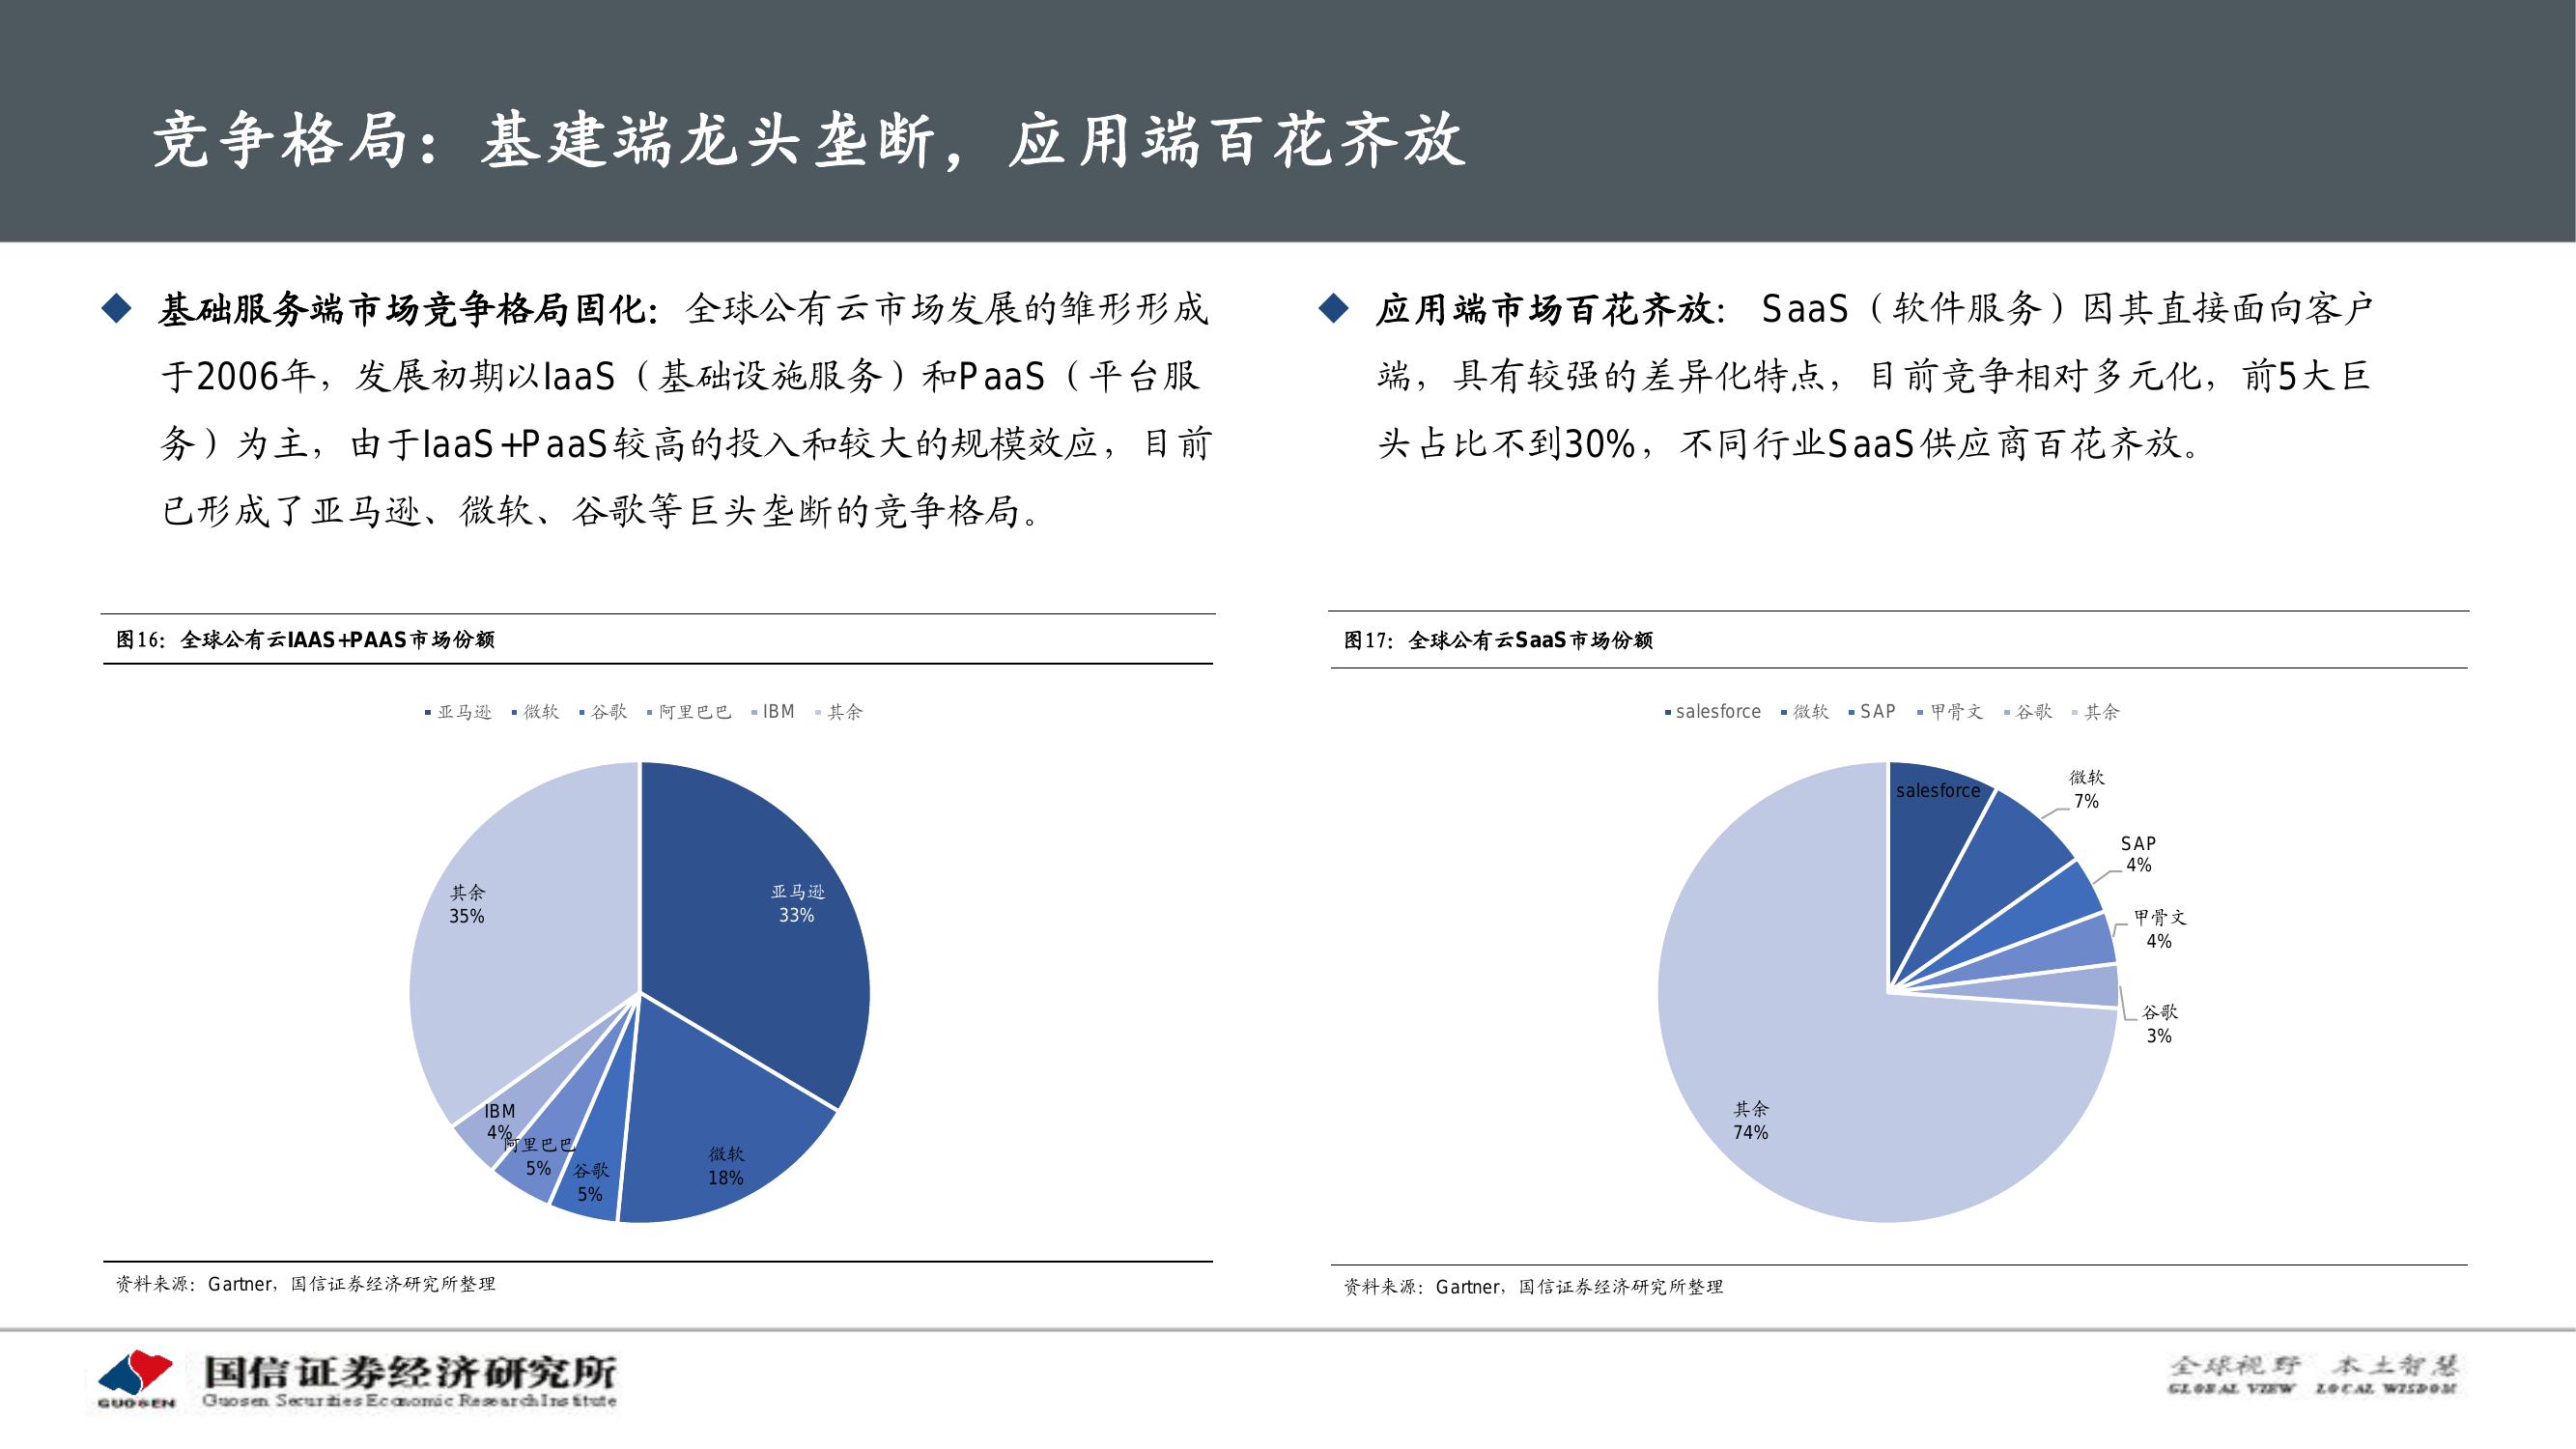 竞争格局：基建端龙头垄断，应用端百花齐放
基础服务端市场竞争格局固化：全球公有云市场发展的雏形形成
于2006年，发展初期以IaaS（基础设施服务）和PaaS（平台服
务）为主，由于IaaS+PaaS较高的投入和较大的规模效应，目前
已形成了亚马逊、微软、谷歌等巨头垄断的竞争格局。
应用端市场百花齐放： SaaS（软件服务）因其直接面向客户
端，具有较强的差异化特点，目前竞争相对多元化，前5大巨
头占比不到30%，不同行业SaaS供应商百花齐放。
图16：全球公有云IAAS+PAAS市场份额
亚马逊 微软 谷歌 阿里巴巴 IBM 其余
其余
35%
亚马逊
33%
IBM
4%
阿里巴巴
5%
谷歌
5%
微软
18%
资料来源：Gartner，国信证券经济研究所整理
图17：全球公有云SaaS市场份额
salesforce 微软 SAP 甲骨文 谷歌 其余
salesforce
微软
7%
SAP
4%
甲骨文
4%
谷歌
3%
其余
74%
资料来源：Gartner，国信证券经济研究所整理
GUOSEN
国信证券经济研究所
Guosen Securities Economic Research Institute
全球视野 本土智慧
GLOBAL VIEW LOCAL WISDOM